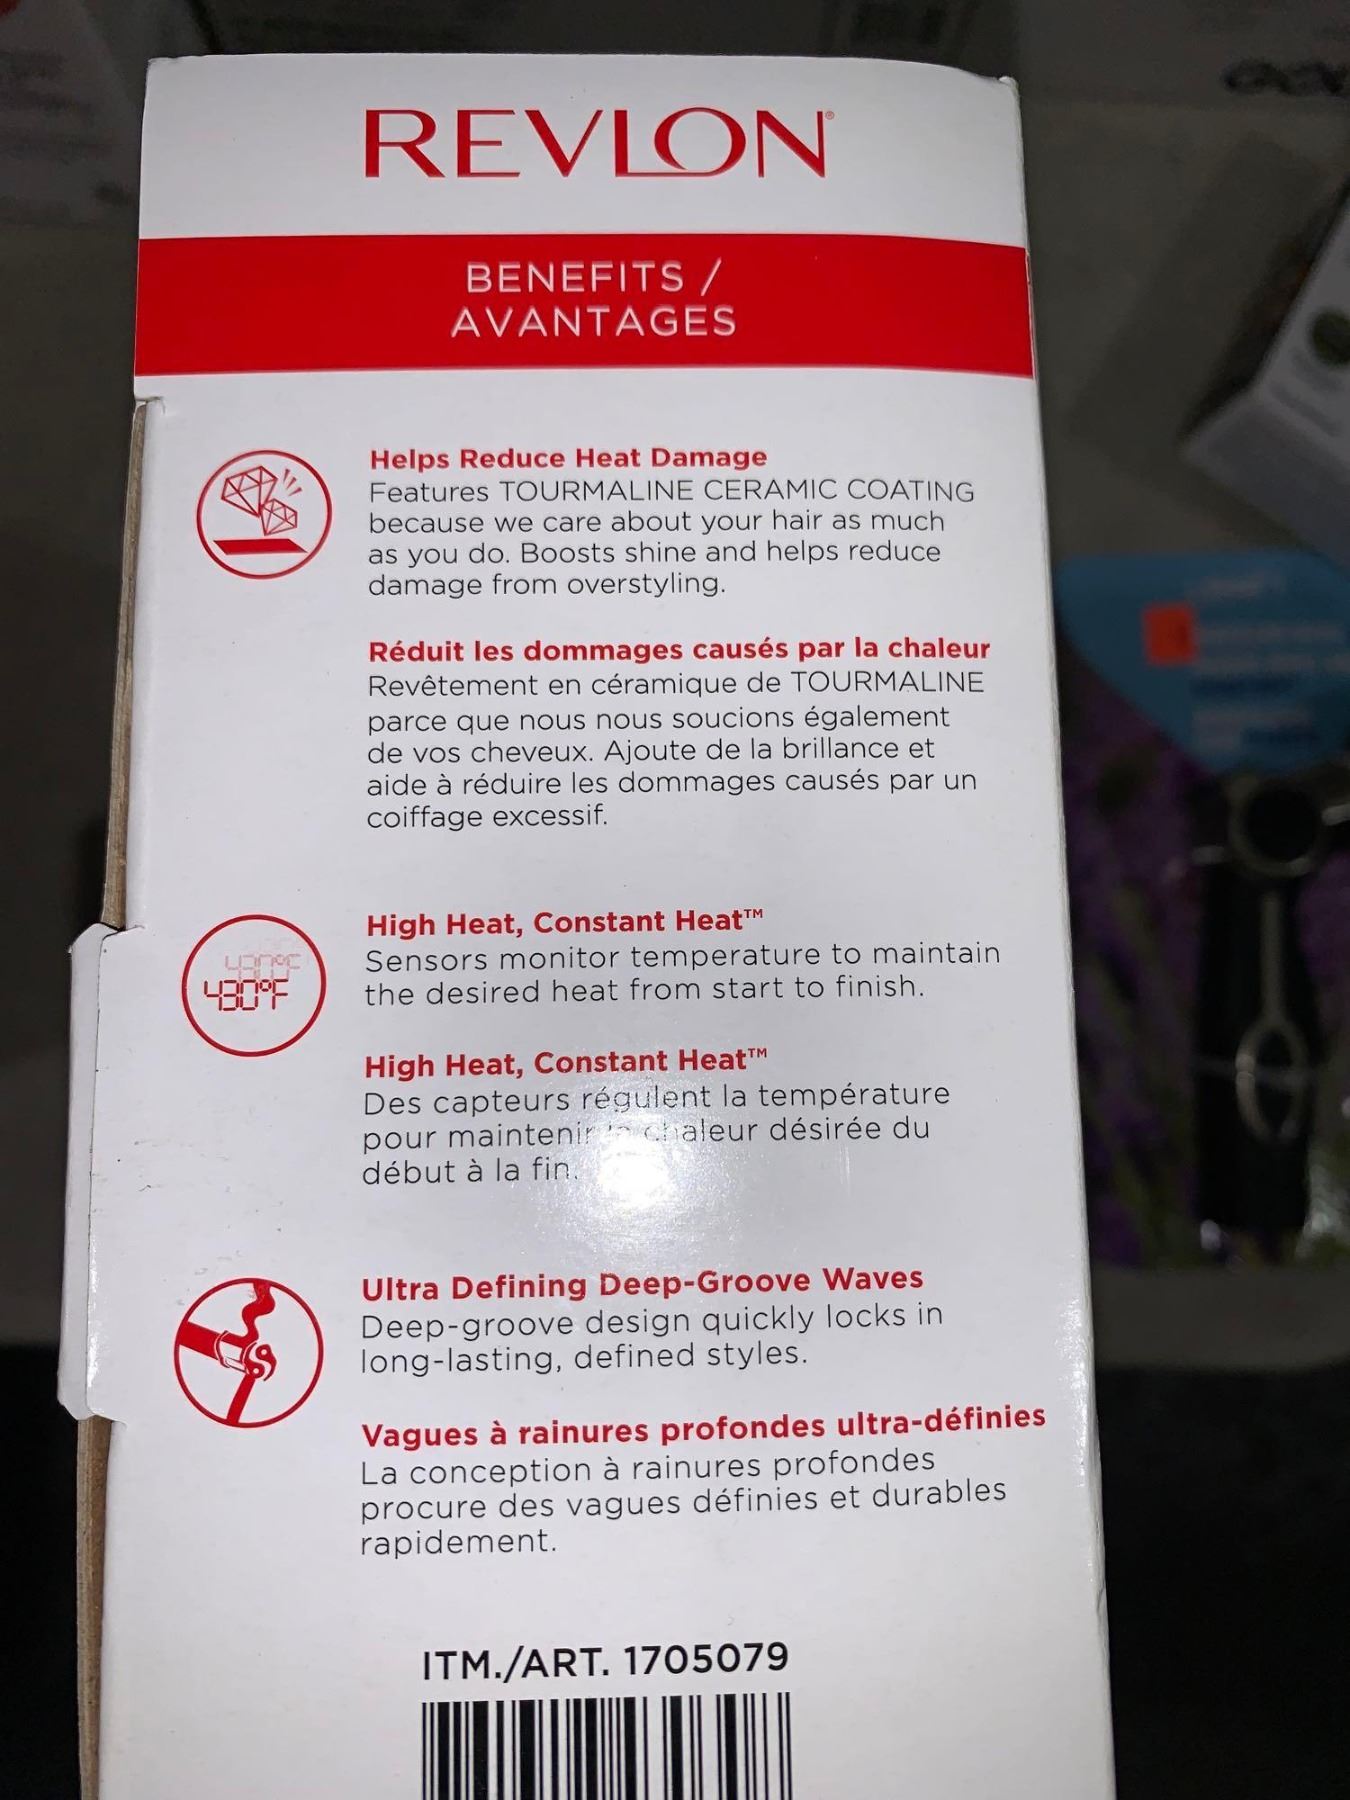 REVLON®
BENEFITS /
AVANTAGES
Helps Reduce Heat Damage
Features TOURMALINE CERAMIC COATING
because we care about your hair as much
as you do. Boosts shine and helps reduce
damage from overstyling.
Réduit les dommages causés par la chaleur
Revêtement en céramique de TOURMALINE
parce que nous nous soucions également
de vos cheveux. Ajoute de la brillance et
aide à réduire les dommages causés par un
coiffage excessif.
430°F
430°F
High Heat, Constant Heat™
Sensors monitor temperature to maintain
the desired heat from start to finish.
High Heat, Constant Heat™
Des capteurs régulent la température
pour maintenir la chaleur désirée du
début à la fin.
Ultra Defining Deep-Groove Waves
Deep-groove design quickly locks in
long-lasting, defined styles.
Vagues à rainures profondes ultra-définies
La conception à rainures profondes
procure des vagues définies et durables
rapidement.
ITM./ART. 1705079